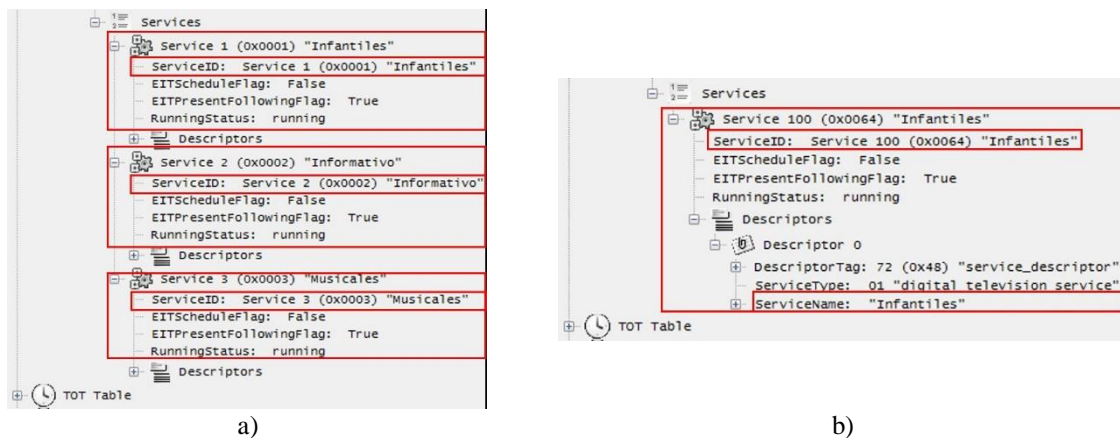 Services
Service 1 (0x0001) "Infantiles"
ServiceID: Service 1 (0x0001) "Infantiles"
EITScheduleFlag: False
EITPresentFollowingFlag: True
RunningStatus: running
Descriptors
Service 2 (0x0002) "Informativo"
ServiceID: Service 2 (0x0002) "Informativo"
EITScheduleFlag: False
EITPresentFollowingFlag: True
RunningStatus: running
Descriptors
Service 3 (0x0003) "Musicales"
ServiceID: Service 3 (0x0003) "Musicales"
EITScheduleFlag: False
EITPresentFollowingFlag: True
RunningStatus: running
Descriptors
TOT Table
a)
Services
Service 100 (0x0064) "Infantiles"
ServiceID: Service 100 (0x0064) "Infantiles"
EITScheduleFlag: False
EITPresentFollowingFlag: True
RunningStatus: running
Descriptors
Descriptor 0
DescriptorTag: 72 (0x48) "service_descriptor"
ServiceType: 01 "digital television service"
ServiceName: "Infantiles"
TOT Table
b)